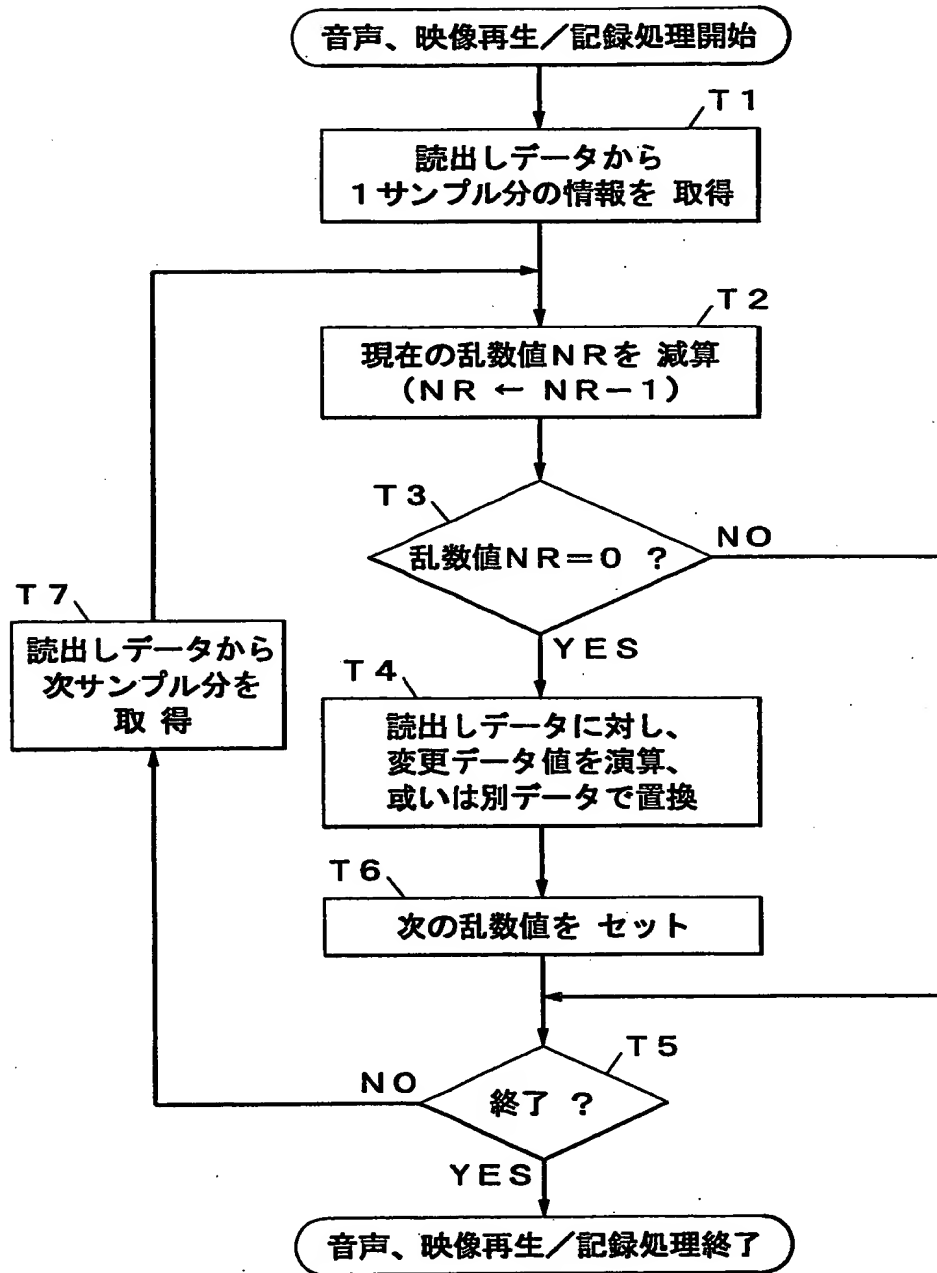 音声、映像再生／記録処理開始
T1
読出しデータから
1サンプル分の情報を 取得
T2
現在の乱数値NRを 減算
(NR ← NR－1)
T3
乱数値NR＝0 ？
NO
YES
T7
読出しデータから
次サンプル分を
取 得
T4
読出しデータに対し、
変更データ値を演算、
或いは別データで置換
T6
次の乱数値を セット
T5
終了 ？
NO
YES
音声、映像再生／記録処理終了